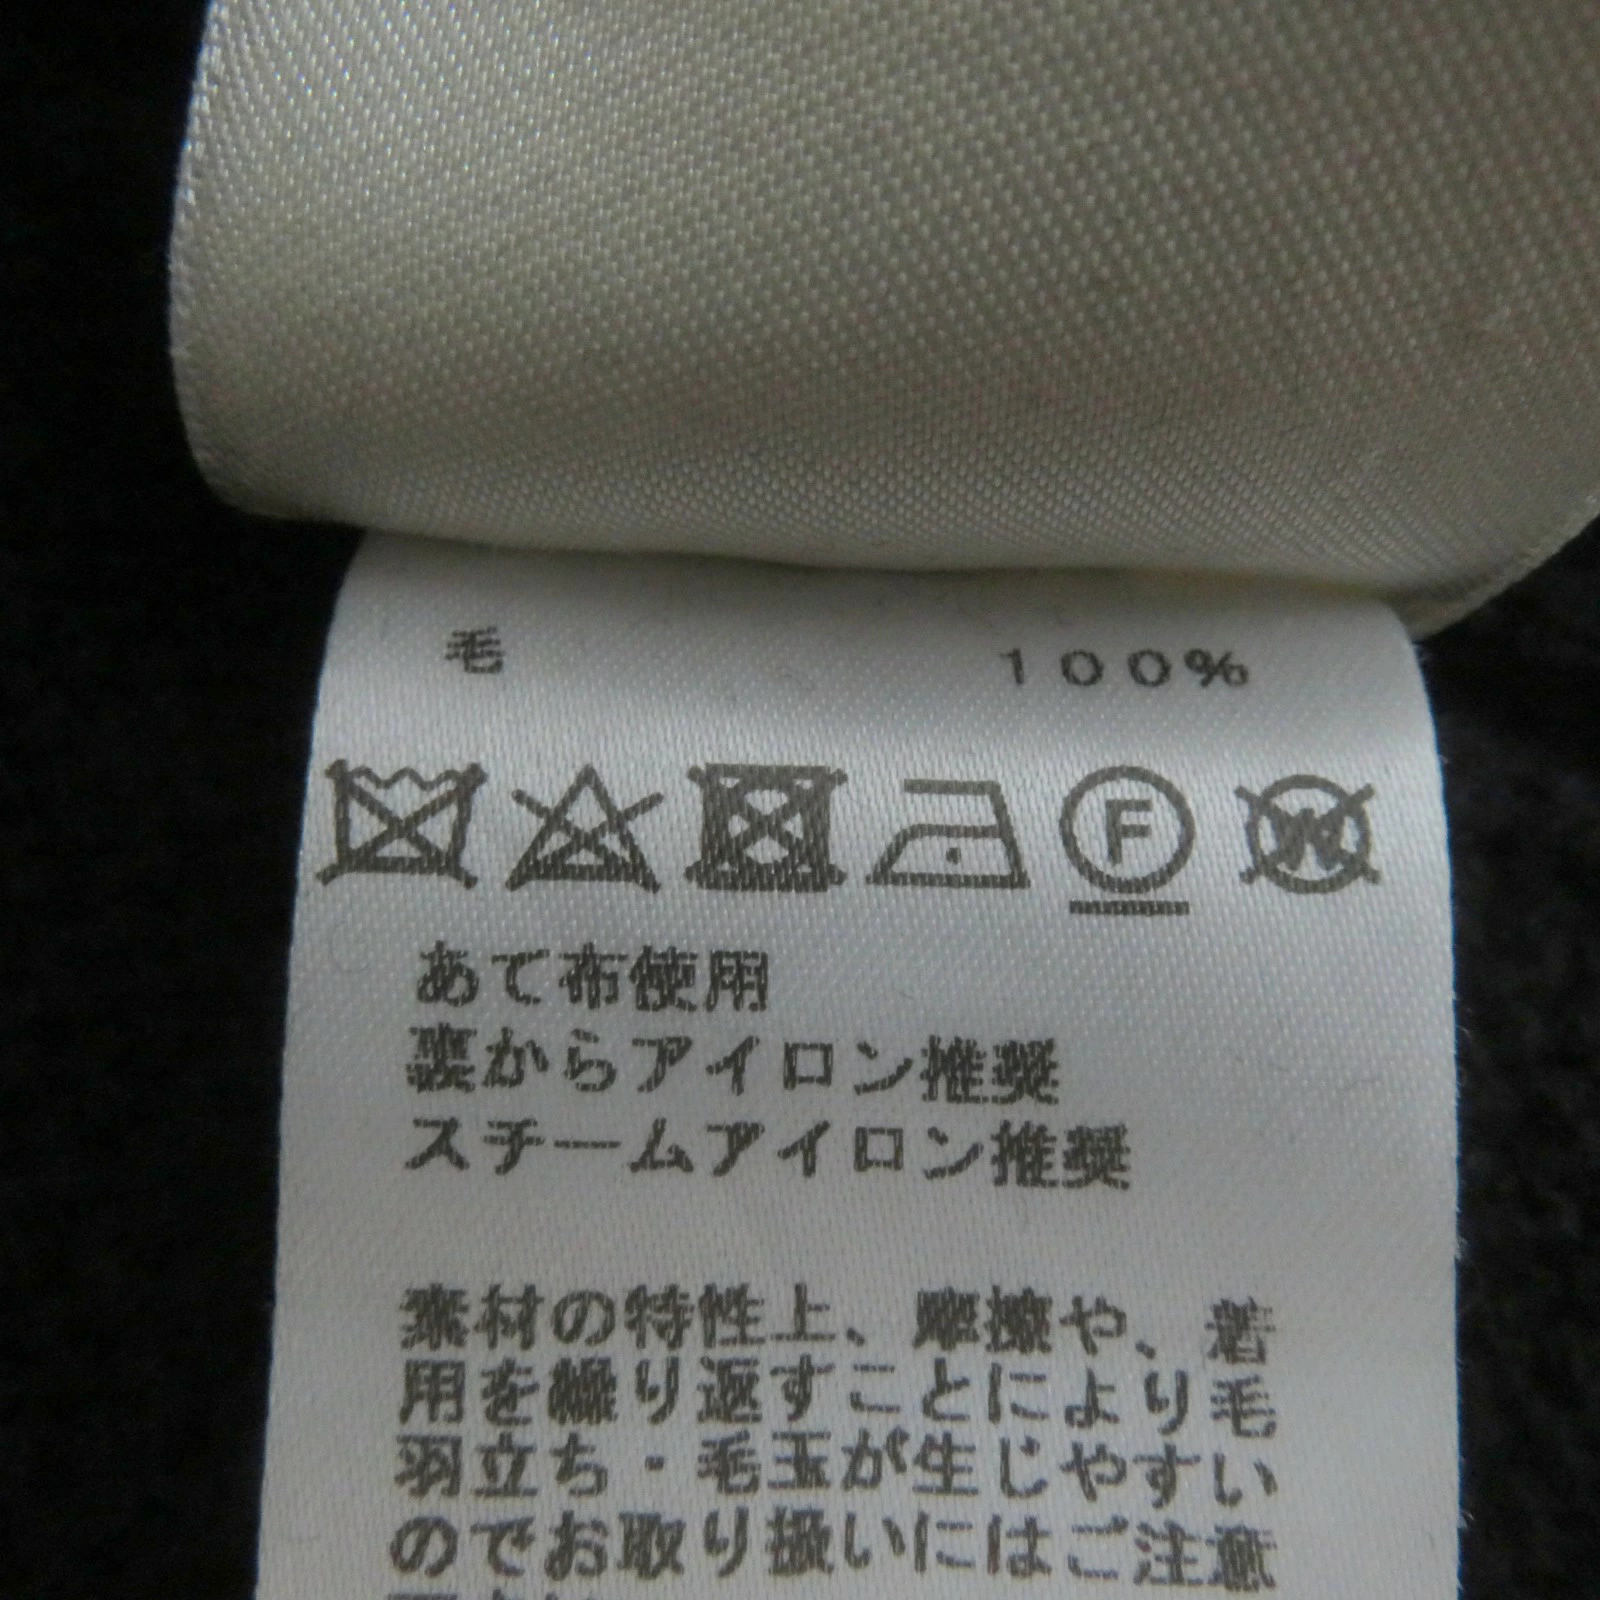 毛 100%
F W
あて布使用
裏からアイロン推奨
スチームアイロン推奨
素材の特性上、摩擦や、着
用を繰り返すことにより毛
羽立ち・毛玉が生じやすい
のでお取り扱いにはご注意